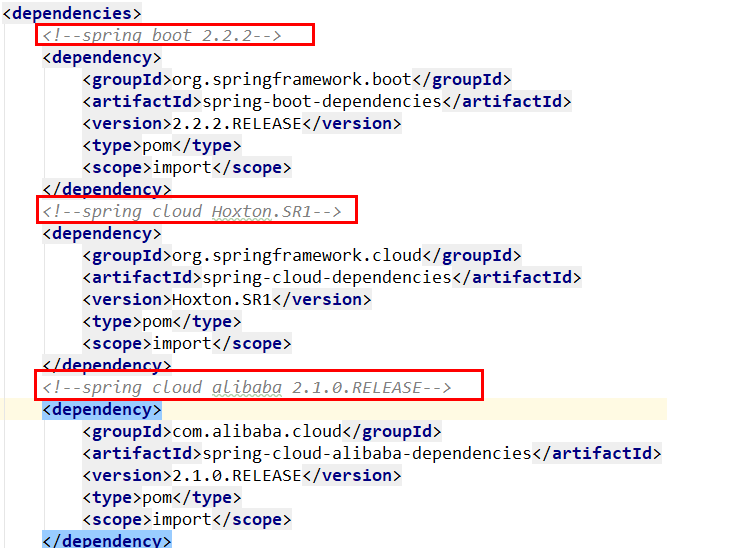 <dependencies>
<!--spring boot 2.2.2-->
<dependency>
<groupId>org.springframework.boot</groupId>
<artifactId>spring-boot-dependencies</artifactId>
<version>2.2.2.RELEASE</version>
<type>pom</type>
<scope>import</scope>
</dependency>
<!--spring cloud Hoxton.SR1-->
<dependency>
<groupId>org.springframework.cloud</groupId>
<artifactId>spring-cloud-dependencies</artifactId>
<version>Hoxton.SR1</version>
<type>pom</type>
<scope>import</scope>
</dependency>
<!--spring cloud alibaba 2.1.0.RELEASE-->
<dependency>
<groupId>com.alibaba.cloud</groupId>
<artifactId>spring-cloud-alibaba-dependencies</artifactId>
<version>2.1.0.RELEASE</version>
<type>pom</type>
<scope>import</scope>
</dependency>